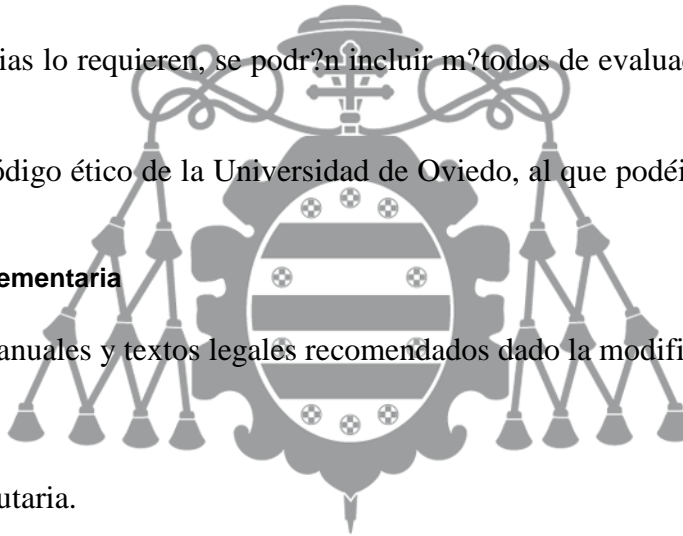 ias lo requieren, se podr?n incluir m?todos de evaluac
ódigo ético de la Universidad de Oviedo, al que podéi
ementaria
anuales y textos legales recomendados dado la modifi
utaria.